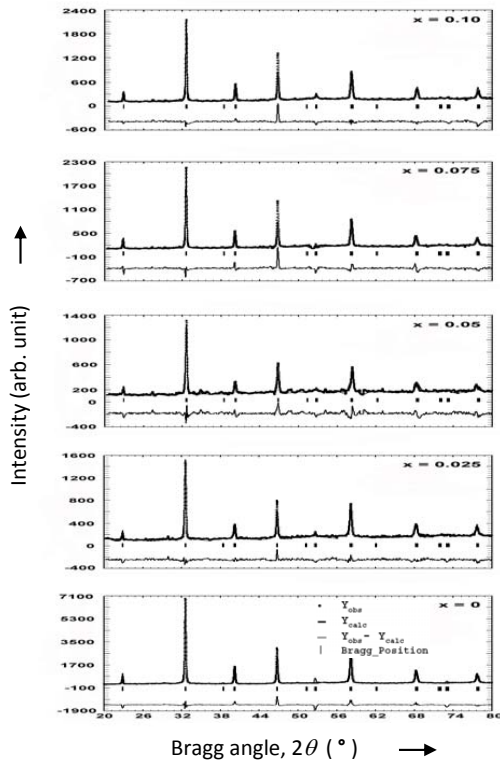 2400
x = 0.10
1800
1200
600
0
-600
2300
x = 0.075
1700
1100
500
-100
-700
1400
x = 0.05
1000
600
200
-400
1600
x = 0.025
1200
800
400
0
-400
7100
x = 0
5300
3500
1700
-100
-1900
Yobs
Ycalc
Yobs- Ycalc
Bragg_Position
20 26 32 38 44 50 56 62 68 74 80
Intensity (arb. unit)
Bragg angle, 2θ (°)